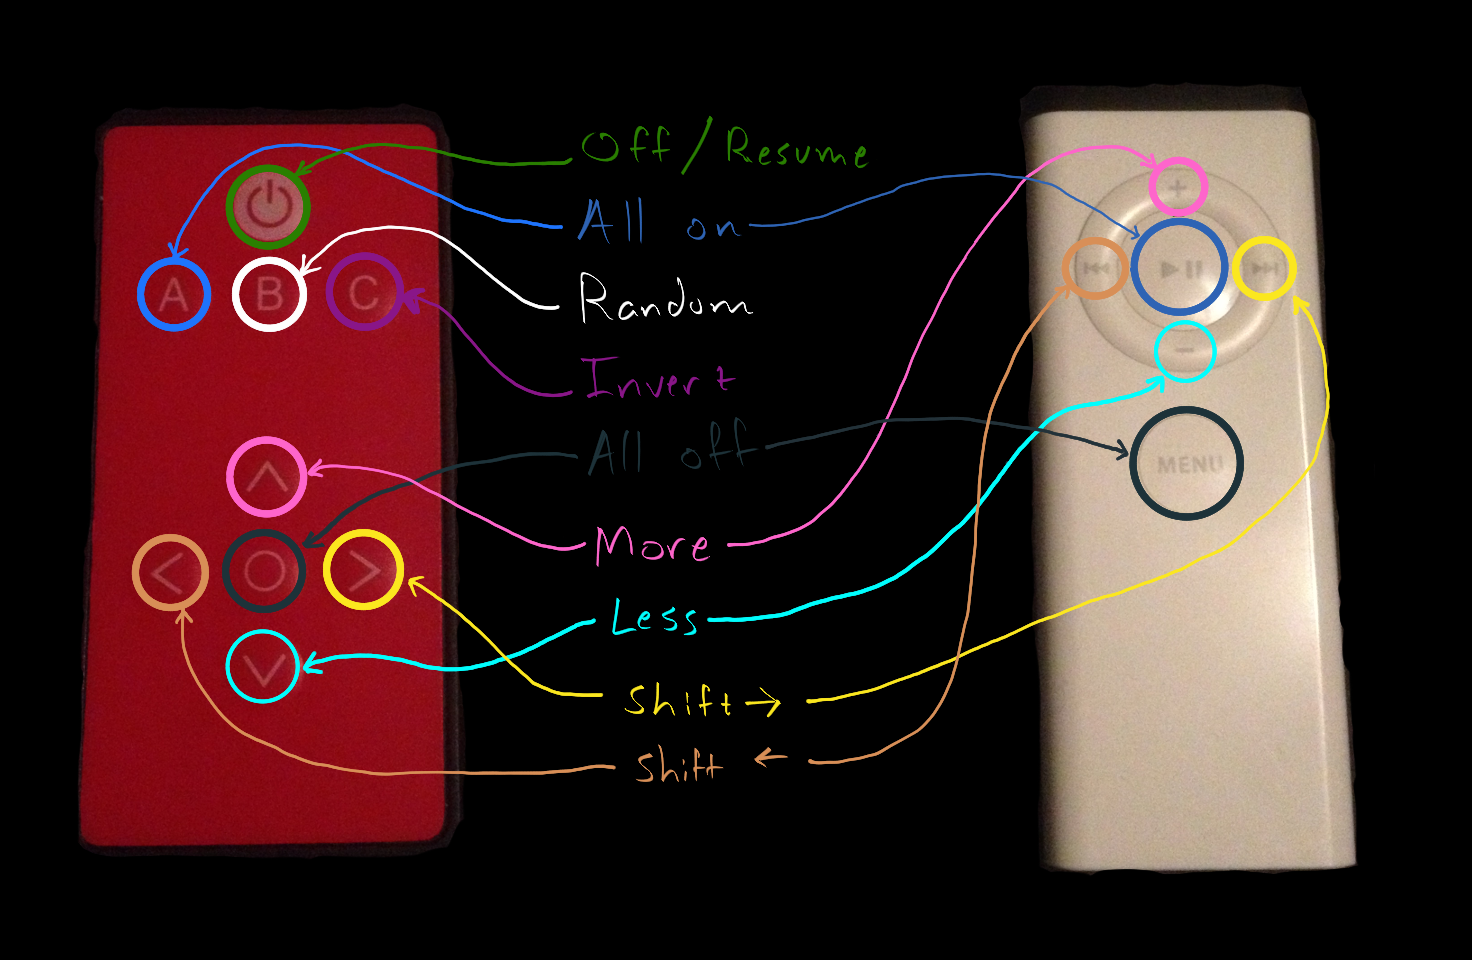 Off / Resume
All on
A B C
Random
Invert
All off
MENU
More
Less
Shift →
Shift ←